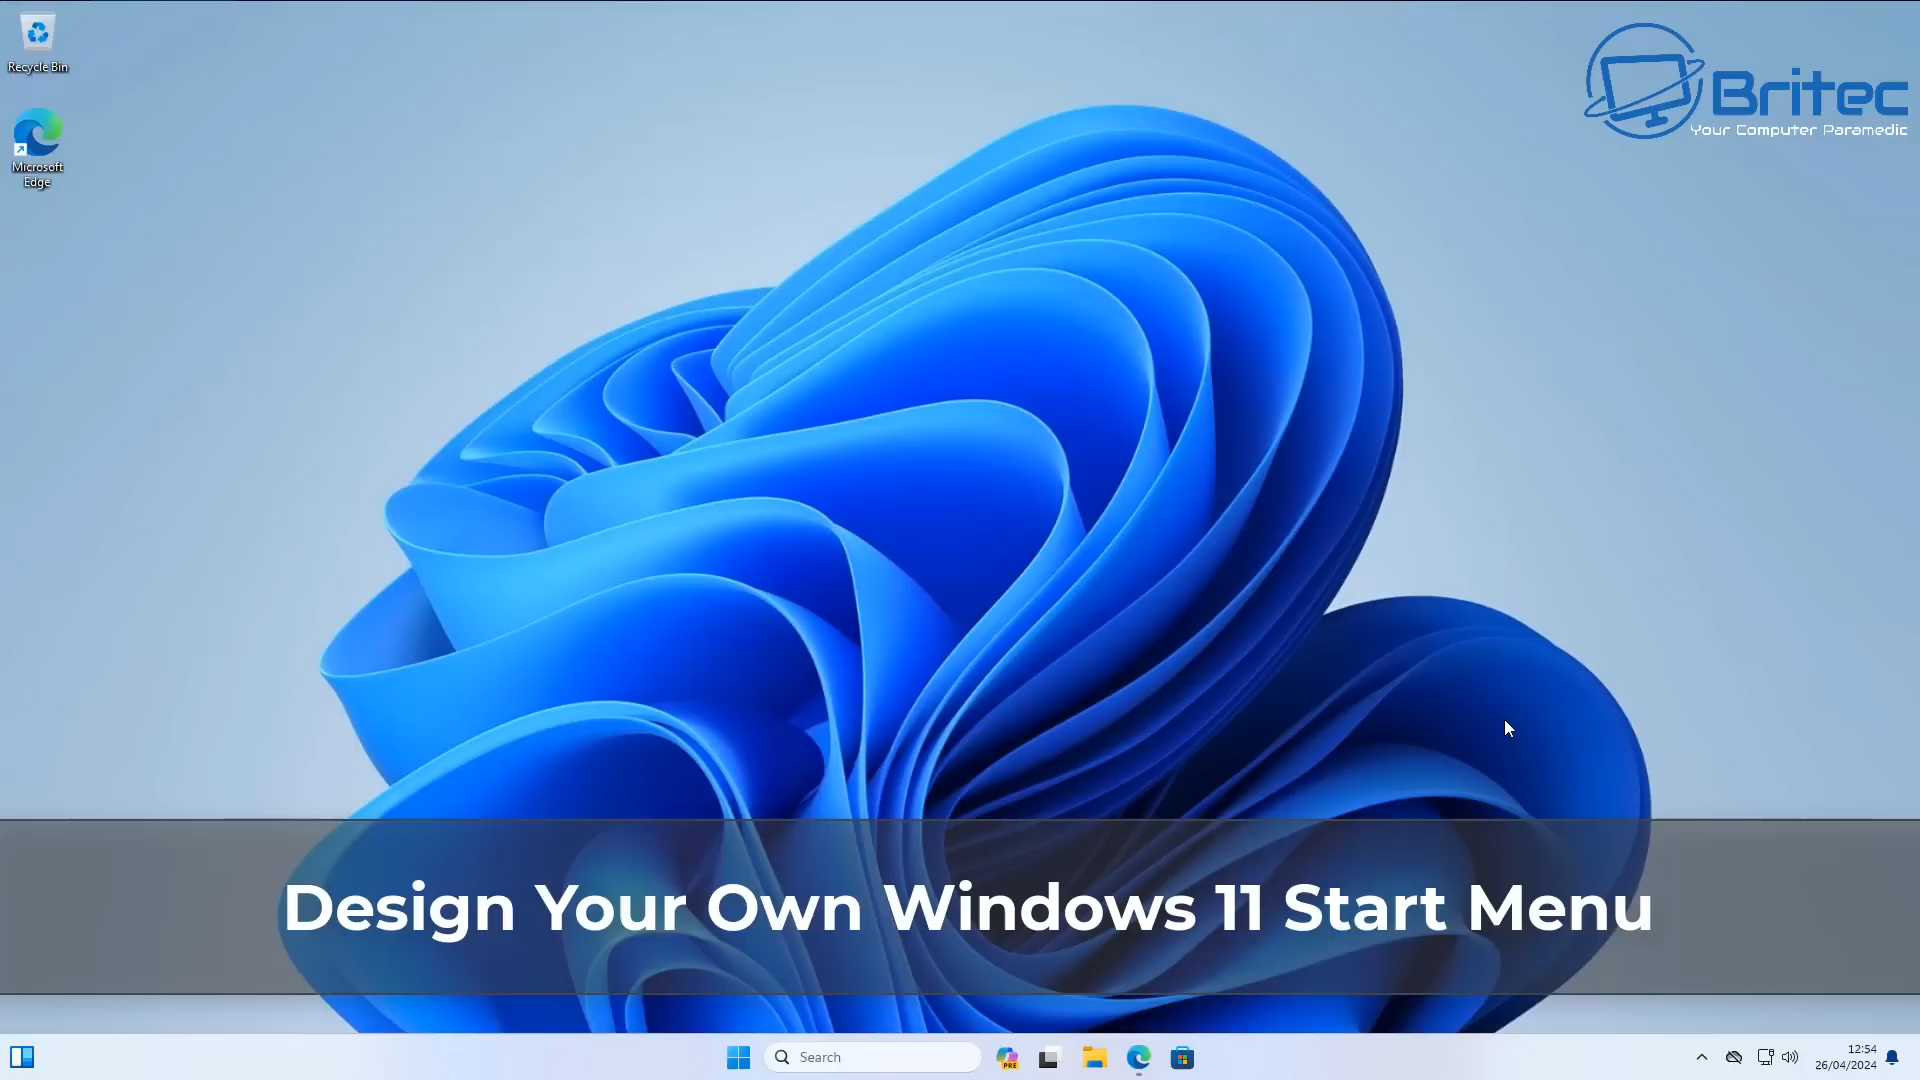 Recycle Bin
Microsoft
Edge
Britec
Your Computer Paramedic
Design Your Own Windows 11 Start Menu
Search
PRE
12:54
26/04/2024